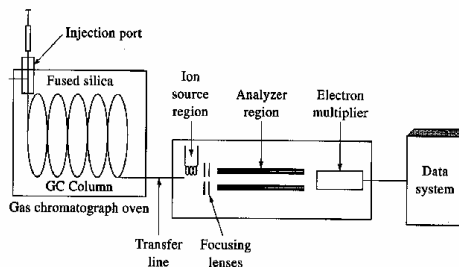 Injection port
Fused silica
GC Column
Gas chromatograph oven
Ion
source
region
Analyzer
region
Electron
multiplier
Data
system
Transfer
line
Focusing
lenses